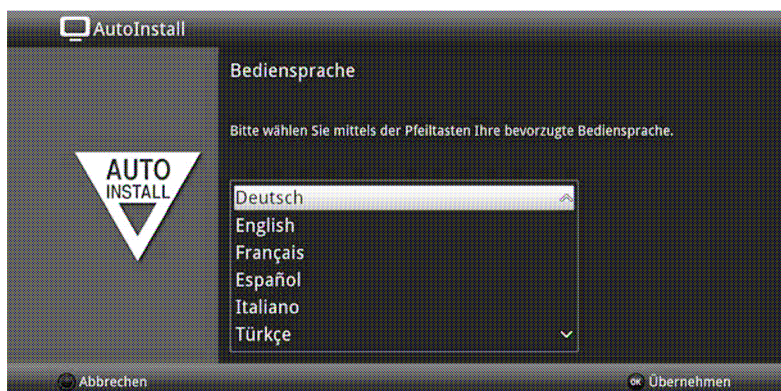 AutoInstall
Bediensprache
Bitte wählen Sie mittels der Pfeiltasten Ihre bevorzugte Bediensprache.
AUTO
INSTALL
Deutsch
English
Français
Español
Italiano
Türkçe
Abbrechen
OK Übernehmen